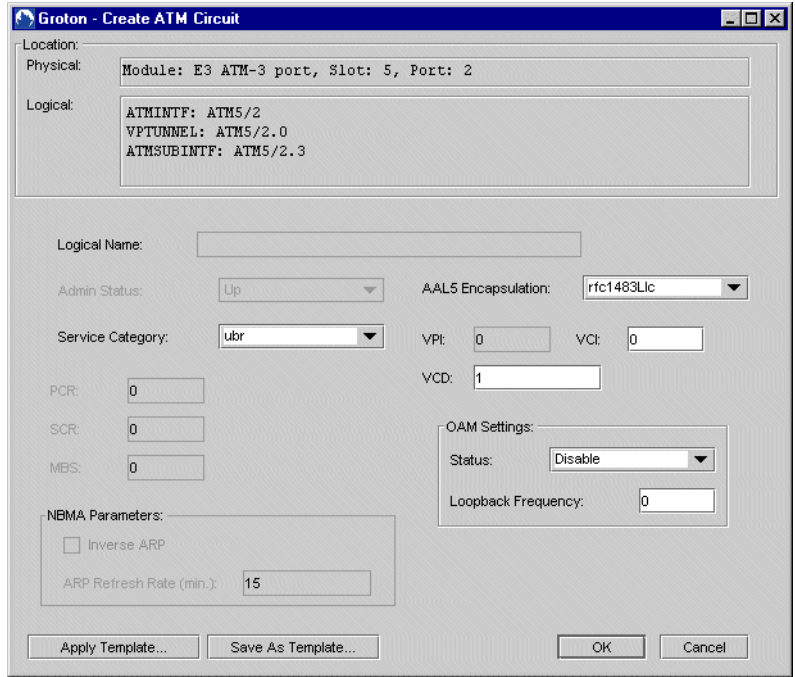 Groton - Create ATM Circuit
Location:
Physical: Module: E3 ATM-3 port, Slot: 5, Port: 2
Logical: ATMINTF: ATM5/2
VPTUNNEL: ATM5/2.0
ATMSUBINTF: ATM5/2.3
Logical Name:
Admin Status: Up AAL5 Encapsulation: rfc1483Llc
Service Category: ubr VPI: 0 VCI: 0
VCD: 1
PCR: 0
SCR: 0
MBS: 0
OAM Settings:
Status: Disable
Loopback Frequency: 0
NBMA Parameters:
Inverse ARP
ARP Refresh Rate (min.): 15
Apply Template... Save As Template... OK Cancel